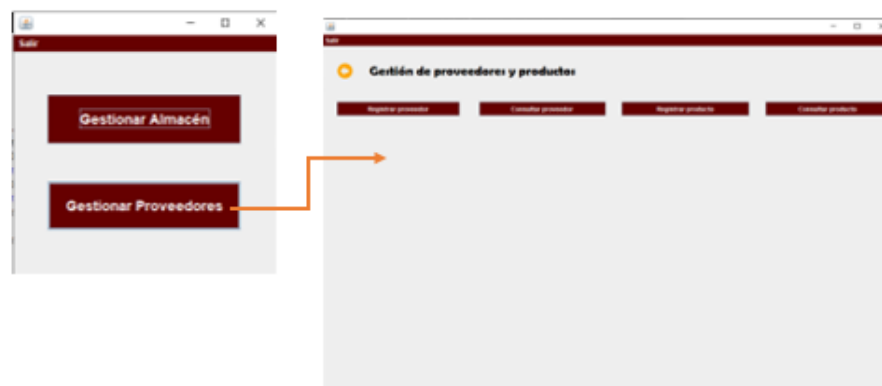 Salir
Gestionar Almacén
Gestionar Proveedores
Salir
Gestión de proveedores y productos
Registrar proveedor
Consultar proveedor
Registrar producto
Consultar producto